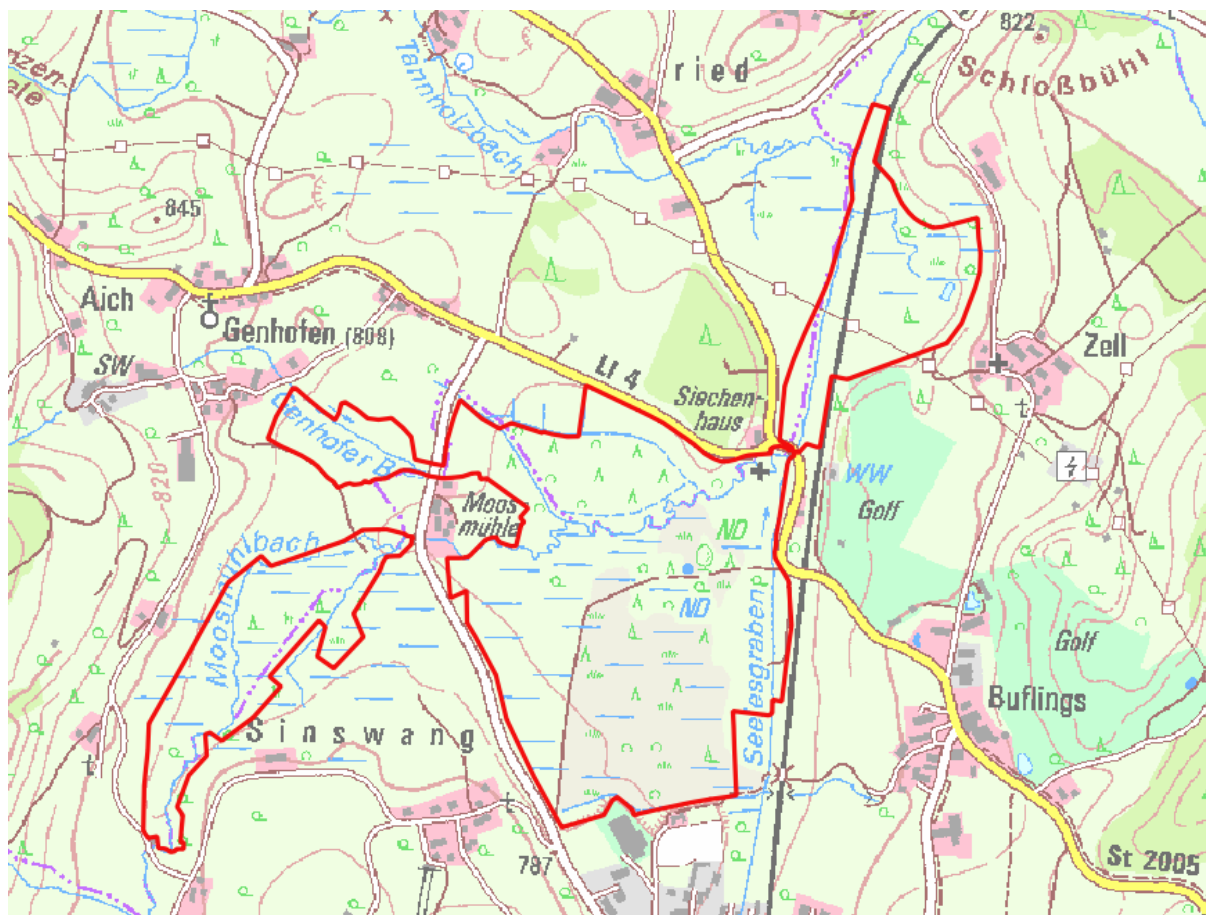 822
Schloßbühl
ried
Tannholzbach
845
Aich
Genhofen (808)
SW
Lt 4
Siechen-
haus
Zell
Genhofer B
820
Moos
mühle
WW
Golf
ND
ND
Moosmühlbach
Seelesgraben
Golf
Sinswang
Buflings
787
St 2005